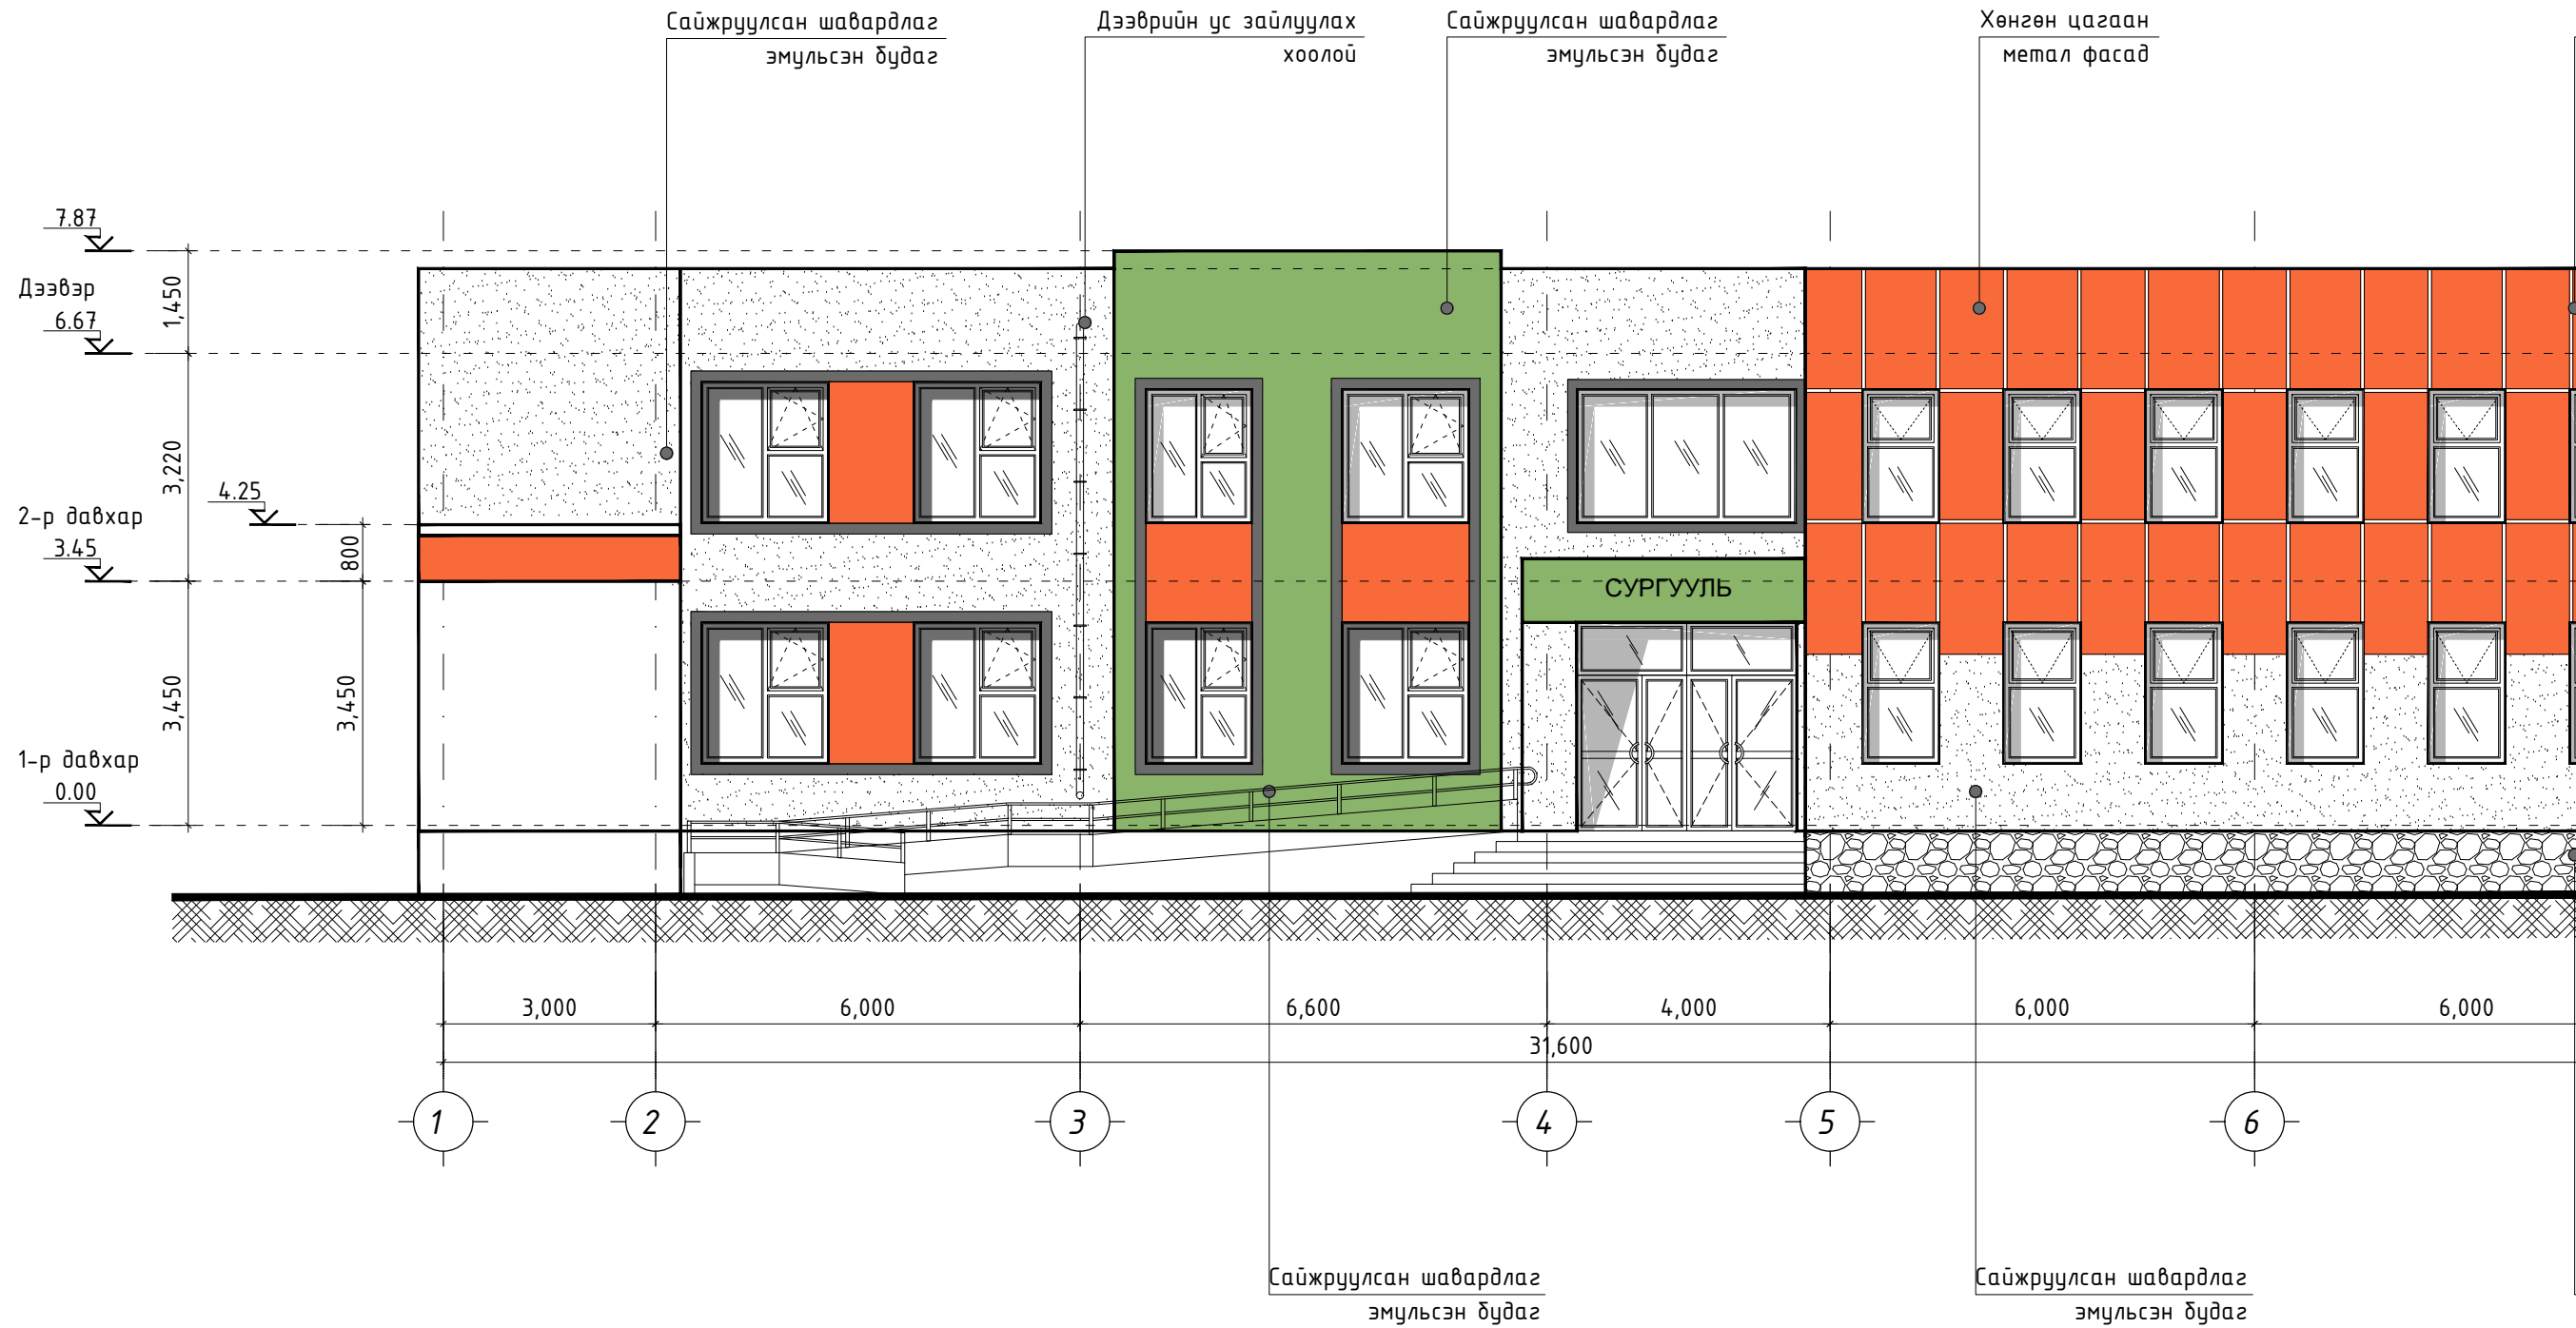 Сайжруулсан шавардлаг
эмульсэн будаг
Дээврийн ус зайлуулах
хоолой
Сайжруулсан шавардлаг
эмульсэн будаг
Хөнгөн цагаан
метал фасад
7.87
Дээвэр
6.67
1,450
3,220
4.25
2-р давхар
3.45
800
СУРГУУЛЬ
3,450
3,450
1-р давхар
0.00
3,000
6,000
6,600
4,000
6,000
6,000
31,600
1
2
3
4
5
6
Сайжруулсан шавардлаг
эмульсэн будаг
Сайжруулсан шавардлаг
эмульсэн будаг